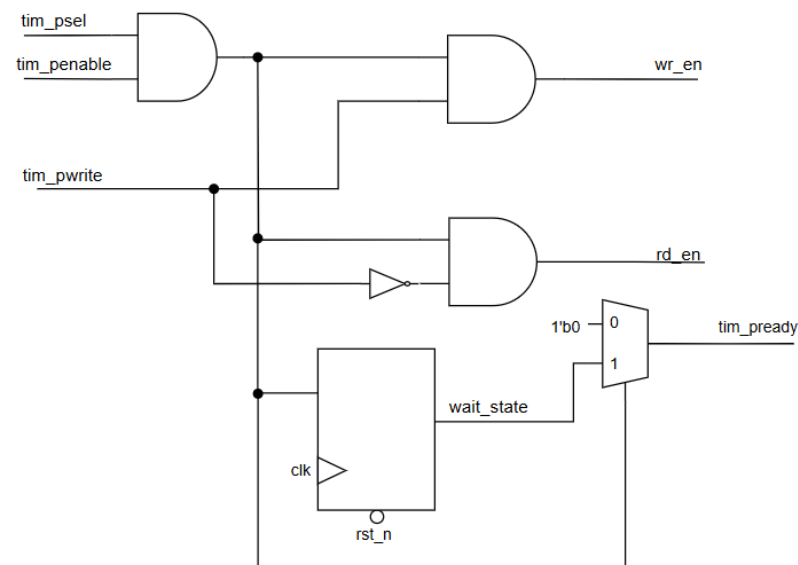 tim_psel
tim_penable
wr_en
tim_pwrite
rd_en
1'b0
0
tim_pready
1
wait_state
clk
rst_n